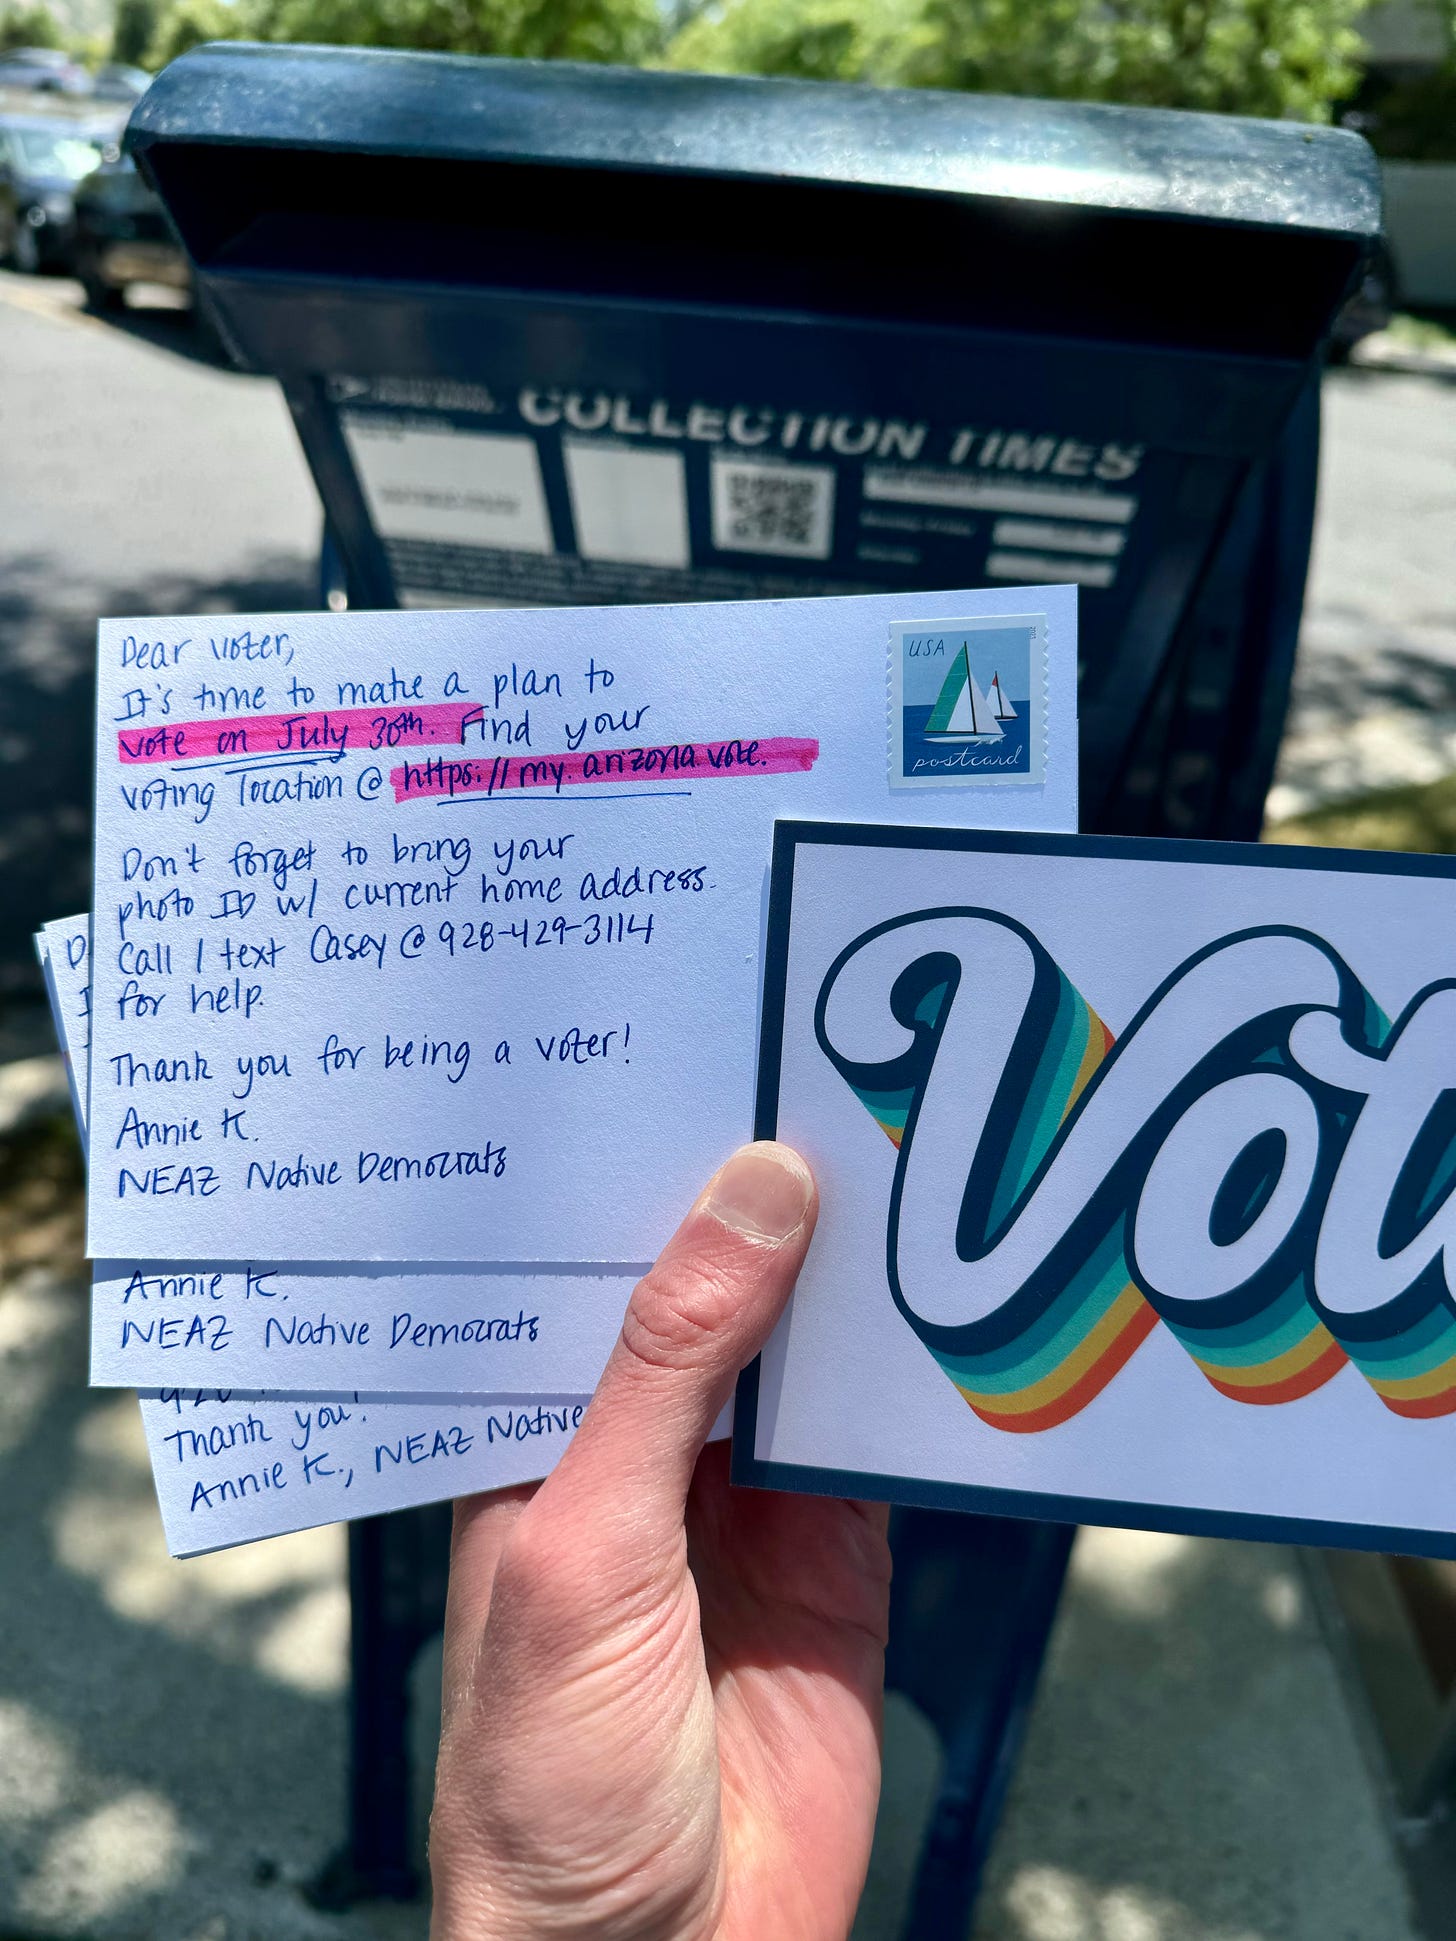 COLLECTION TIMES
Dear voter,
It's time to make a plan to
vote on July 30th. Find your
voting location @ https://my.arizona.vote.
Don't forget to bring your
photo ID w/ current home address.
Call / text Casey @ 928-429-3114
for help.
Thank you for being a voter!
Annie K.
NEAZ Native Democrats
USA
postcard
Annie K.
NEAZ Native Democrats
Thank you!
Annie K., NEAZ Native
Vot